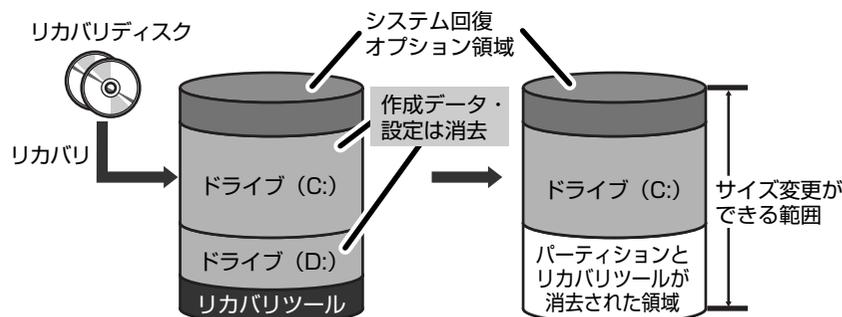 リカバリディスク
システム回復
オプション領域
作成データ・
設定は消去
リカバリ
ドライブ（C:）
ドライブ（D:）
リカバリツール
ドライブ（C:）
パーティションと
リカバリツールが
消去された領域
サイズ変更が
できる範囲